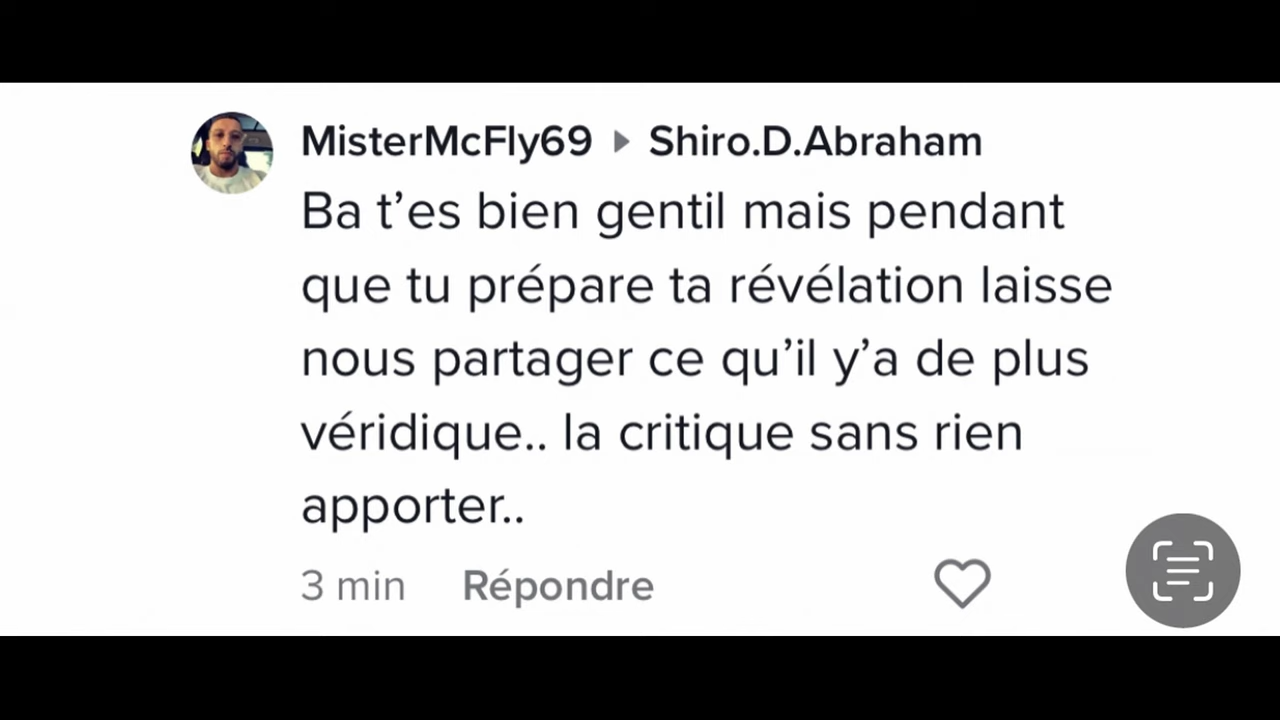 MisterMcFly69 ▸ Shiro.D.Abraham
Ba t’es bien gentil mais pendant
que tu prépare ta révélation laisse
nous partager ce qu’il y’a de plus
véridique.. la critique sans rien
apporter..
3 min Répondre